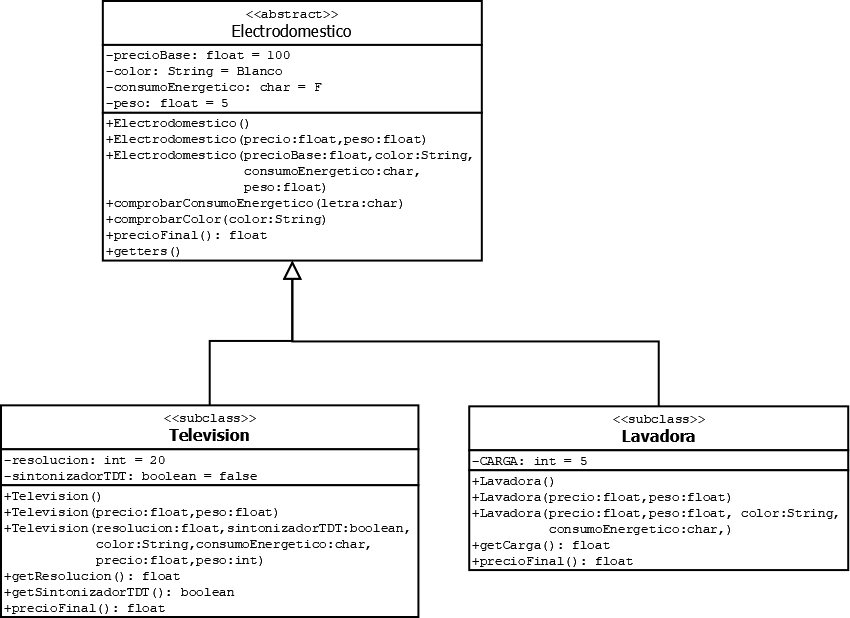 <<abstract>>
Electrodomestico
-precioBase: float = 100
-color: String = Blanco
-consumoEnergetico: char = F
-peso: float = 5
+Electrodomestico()
+Electrodomestico(precio:float,peso:float)
+Electrodomestico(precioBase:float,color:String,
consumoEnergetico:char,
peso:float)
+comprobarConsumoEnergetico(letra:char)
+comprobarColor(color:String)
+precioFinal(): float
+getters()
<<subclass>>
Television
-resolucion: int = 20
-sintonizadorTDT: boolean = false
+Television()
+Television(precio:float,peso:float)
+Television(resolucion:float,sintonizadorTDT:boolean,
color:String,consumoEnergetico:char,
precio:float,peso:int)
+getResolucion(): float
+getSintonizadorTDT(): boolean
+precioFinal(): float
<<subclass>>
Lavadora
-CARGA: int = 5
+Lavadora()
+Lavadora(precio:float,peso:float)
+Lavadora(precio:float,peso:float, color:String,
consumoEnergetico:char,)
+getCarga(): float
+precioFinal(): float